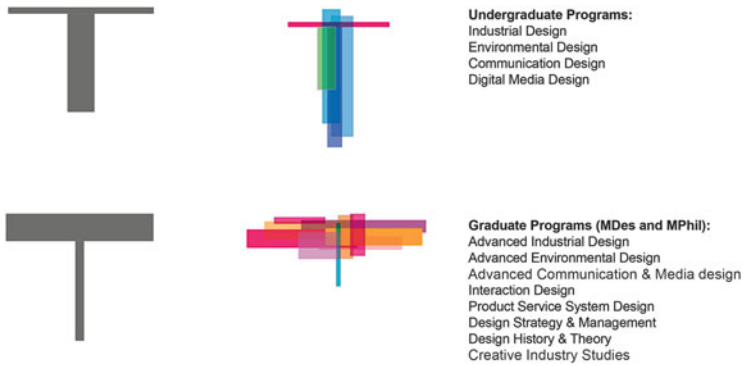 Undergraduate Programs:
Industrial Design
Environmental Design
Communication Design
Digital Media Design
Graduate Programs (MDes and MPhil):
Advanced Industrial Design
Advanced Environmental Design
Advanced Communication & Media design
Interaction Design
Product Service System Design
Design Strategy & Management
Design History & Theory
Creative Industry Studies